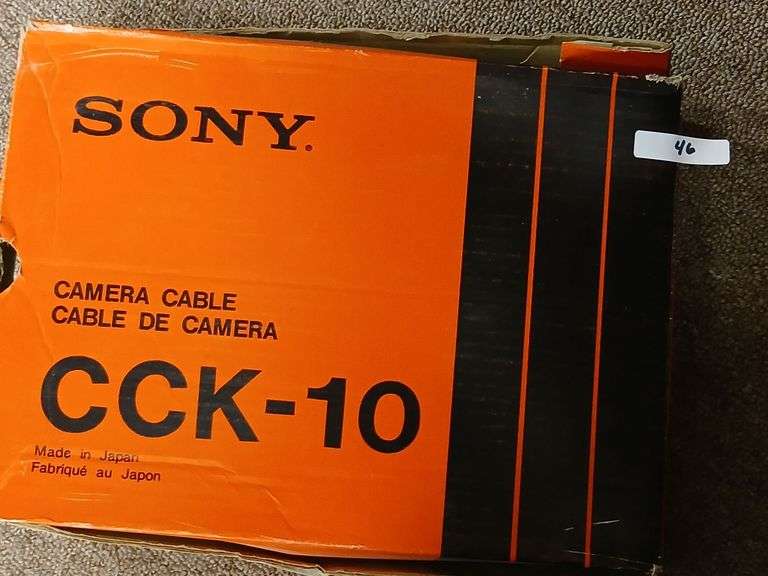 SONY.
46
CAMERA CABLE
CABLE DE CAMERA
CCK-10
Made in Japan
Fabriqué au Japon